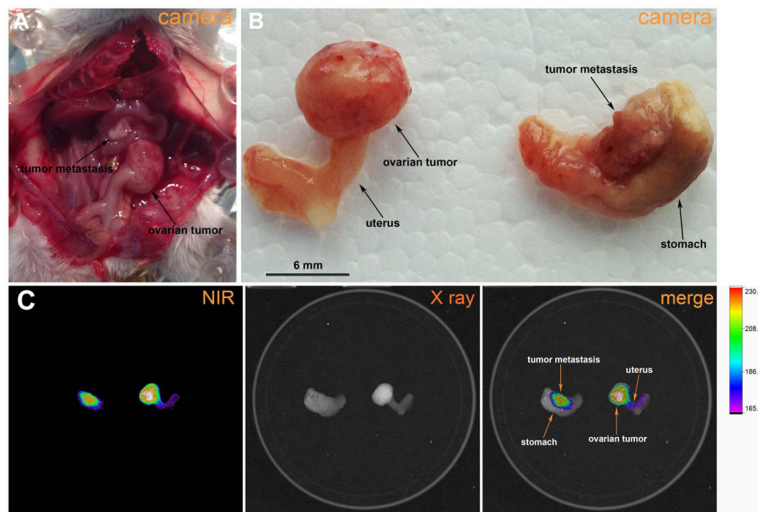 A
camera
tumor metastasis
ovarian tumor
B
camera
tumor metastasis
ovarian tumor
uterus
stomach
6 mm
C
NIR
X ray
merge
tumor metastasis
uterus
stomach
ovarian tumor
230.
208.
186.
165.